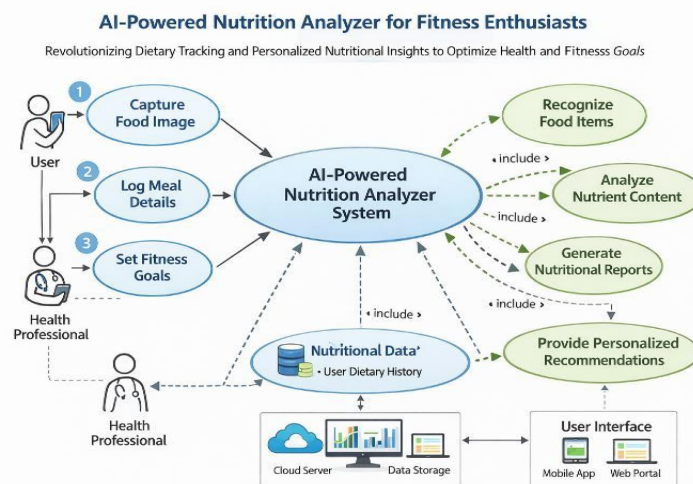 AI-Powered Nutrition Analyzer for Fitness Enthusiasts
Revolutionizing Dietary Tracking and Personalized Nutritional Insights to Optimize Health and Fitnesss Goals
1
Capture
Food Image
User
2
Log Meal
Details
3
Set Fitness
Goals
Health
Professional
Health
Professional
AI-Powered
Nutrition Analyzer
System
Recognize
Food Items
‹ include ›
Analyze
Nutrient Content
‹ include ›
Generate
Nutritional Reports
‹ include ›
Provide Personalized
Recommendations
‹ include ›
Nutritional Data*
• User Dietary History
Cloud Server
Data Storage
User Interface
Mobile App
Web Portal